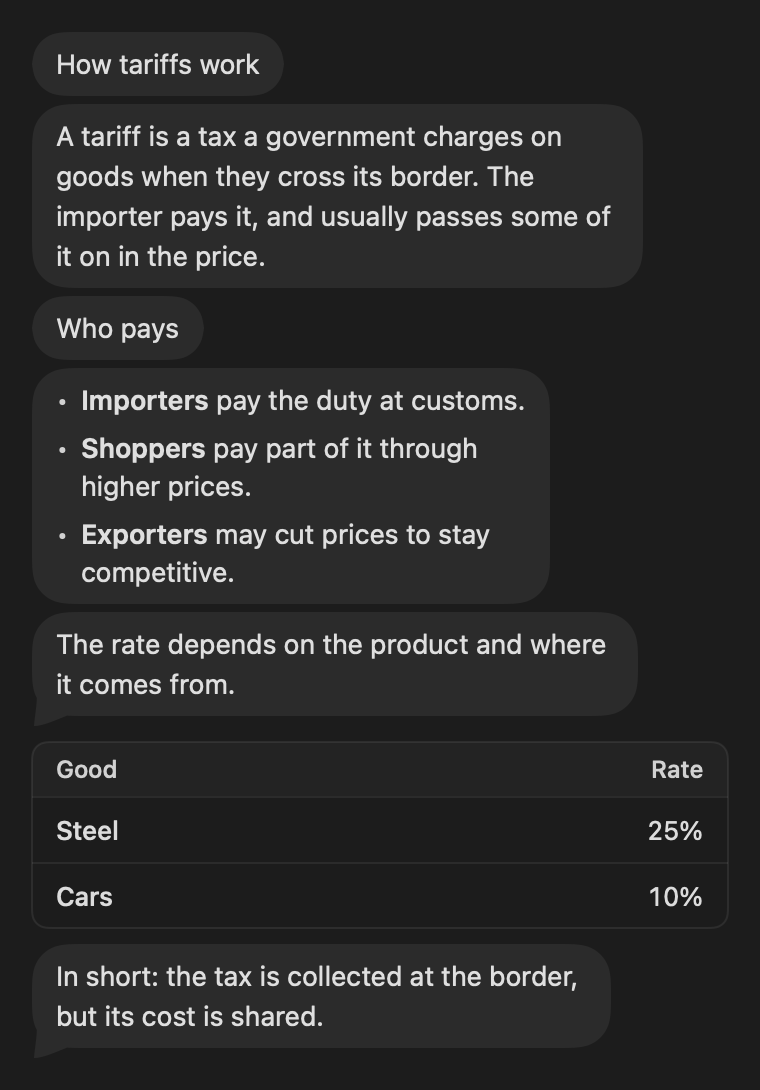 How tariffs work
A tariff is a tax a government charges on
goods when they cross its border. The
importer pays it, and usually passes some of
it on in the price.
Who pays
• Importers pay the duty at customs.
• Shoppers pay part of it through
higher prices.
• Exporters may cut prices to stay
competitive.
The rate depends on the product and where
it comes from.
Good Rate
Steel 25%
Cars 10%
In short: the tax is collected at the border,
but its cost is shared.